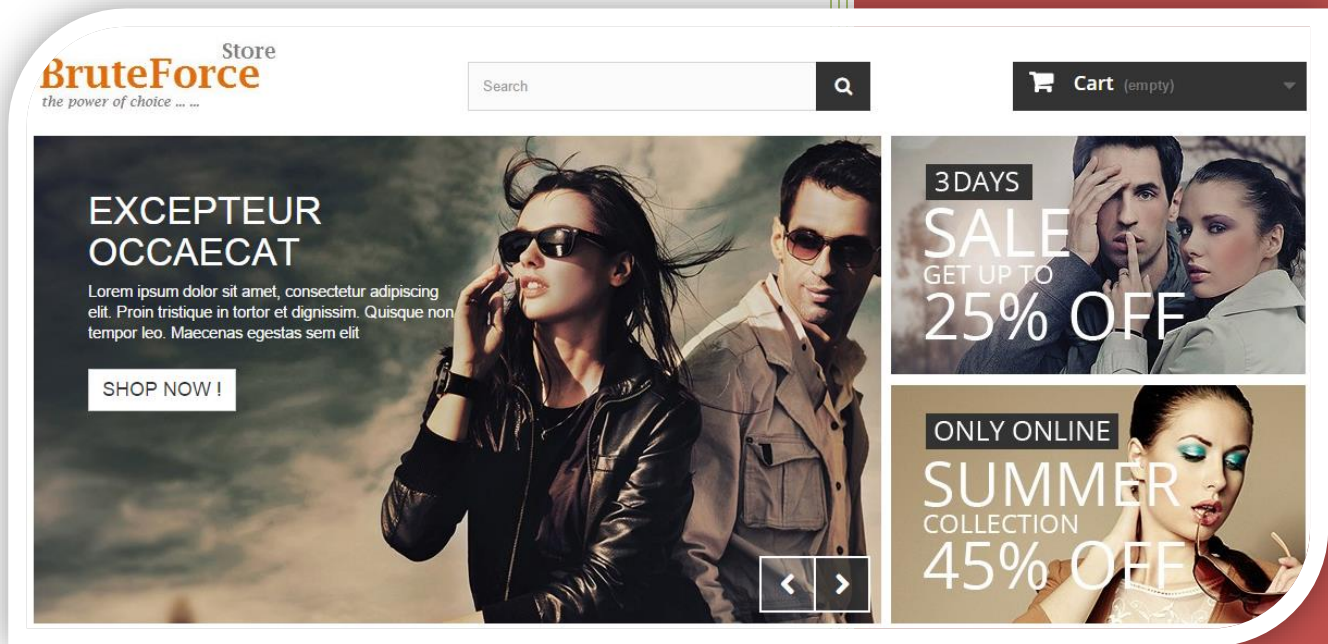 Store
BruteForce
the power of choice ... ...
Search
Cart (empty)
EXCEPTEUR
OCCAECAT
Lorem ipsum dolor sit amet, consectetur adipiscing
elit. Proin tristique in tortor et dignissim. Quisque non
tempor leo. Maecenas egestas sem elit
SHOP NOW !
3 DAYS
SALE
GET UP TO
25% OFF
ONLY ONLINE
SUMMER
COLLECTION
45% OFF